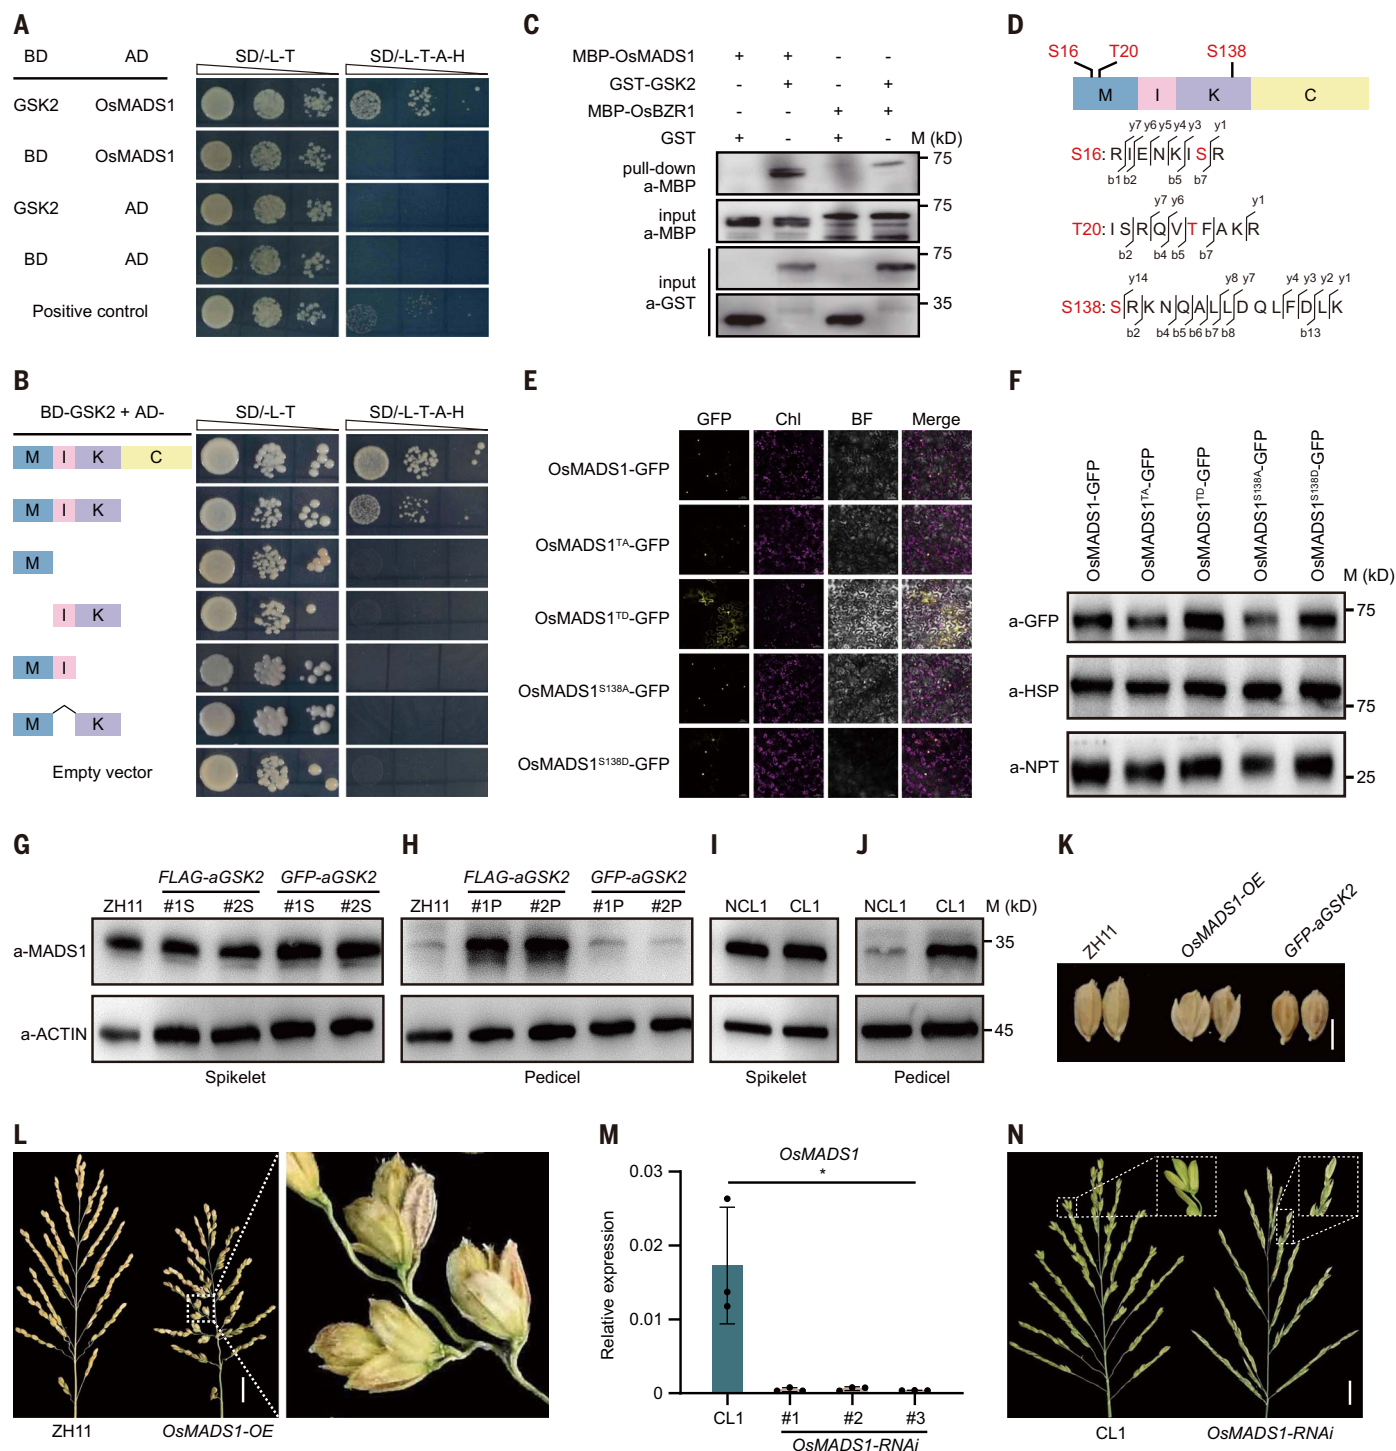 A
BD AD SD/-L-T SD/-L-T-A-H
GSK2 OsMADS1
BD OsMADS1
GSK2 AD
BD AD
Positive control
B
BD-GSK2 + AD- SD/-L-T SD/-L-T-A-H
M I K C
M I K
M
I K
M I
M K
Empty vector
C
MBP-OsMADS1 + + - -
GST-GSK2 - + - +
MBP-OsBZR1 - - + +
GST + - + - M (kD)
pull-down a-MBP 75
input a-MBP 75
input a-GST 75
35
D
S16 T20 S138
M I K C
y7 y6 y5 y4 y3 y1
S16: R I E N K I S R
b1 b2 b5 b7
y7 y6 y1
T20: I S R Q V T F A K R
b2 b4 b5 b7
y14 y8 y7 y4 y3 y2 y1
S138: S R K N Q A L L D Q L F D L K
b2 b4 b5 b6 b7 b8 b13
E
GFP Chl BF Merge
OsMADS1-GFP
OsMADS1TA-GFP
OsMADS1TD-GFP
OsMADS1S138A-GFP
OsMADS1S138D-GFP
F
OsMADS1-GFP
OsMADS1TA-GFP
OsMADS1TD-GFP
OsMADS1S138A-GFP
OsMADS1S138D-GFP
M (kD)
a-GFP 75
a-HSP 75
a-NPT 25
G
FLAG-aGSK2 GFP-aGSK2
ZH11 #1S #2S #1S #2S
a-MADS1
a-ACTIN
Spikelet
H
FLAG-aGSK2 GFP-aGSK2
ZH11 #1P #2P #1P #2P
Pedicel
I
NCL1 CL1
Spikelet
J
NCL1 CL1 M (kD)
35
45
Pedicel
K
ZH11
OsMADS1-OE
GFP-aGSK2
L
ZH11 OsMADS1-OE
M
OsMADS1
*
Relative expression
0.03
0.02
0.01
0
CL1 #1 #2 #3
OsMADS1-RNAi
N
CL1 OsMADS1-RNAi